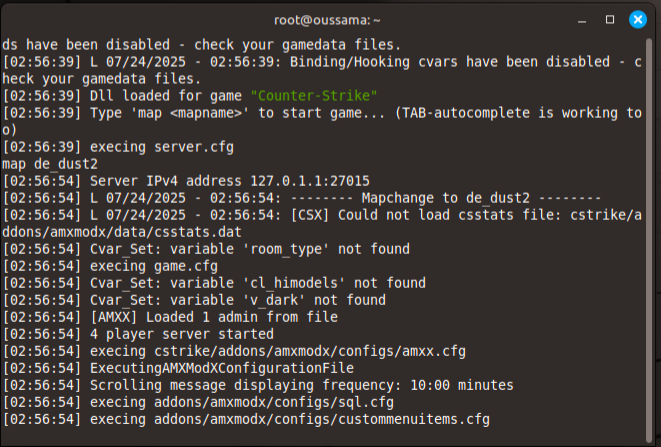 root@oussama: ~
ds have been disabled - check your gamedata files.
[02:56:39] L 07/24/2025 - 02:56:39: Binding/Hooking cvars have been disabled - c
heck your gamedata files.
[02:56:39] Dll loaded for game "Counter-Strike"
[02:56:39] Type 'map <mapname>' to start game... (TAB-autocomplete is working to
o)
[02:56:39] execing server.cfg
map de_dust2
[02:56:54] Server IPv4 address 127.0.1.1:27015
[02:56:54] L 07/24/2025 - 02:56:54: -------- Mapchange to de_dust2 --------
[02:56:54] L 07/24/2025 - 02:56:54: [CSX] Could not load csstats file: cstrike/a
ddons/amxmodx/data/csstats.dat
[02:56:54] Cvar_Set: variable 'room_type' not found
[02:56:54] execing game.cfg
[02:56:54] Cvar_Set: variable 'cl_himodels' not found
[02:56:54] Cvar_Set: variable 'v_dark' not found
[02:56:54] [AMXX] Loaded 1 admin from file
[02:56:54] 4 player server started
[02:56:54] execing cstrike/addons/amxmodx/configs/amxx.cfg
[02:56:54] ExecutingAMXModXConfigurationFile
[02:56:54] Scrolling message displaying frequency: 10:00 minutes
[02:56:54] execing addons/amxmodx/configs/sql.cfg
[02:56:54] execing addons/amxmodx/configs/custommenuitems.cfg